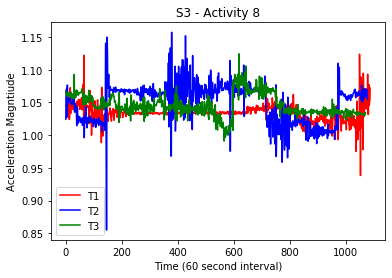 S3 - Activity 8
Acceleration Magntiude
1.15
1.10
1.05
1.00
0.95
0.90
0.85
T1
T2
T3
0 200 400 600 800 1000
Time (60 second interval)